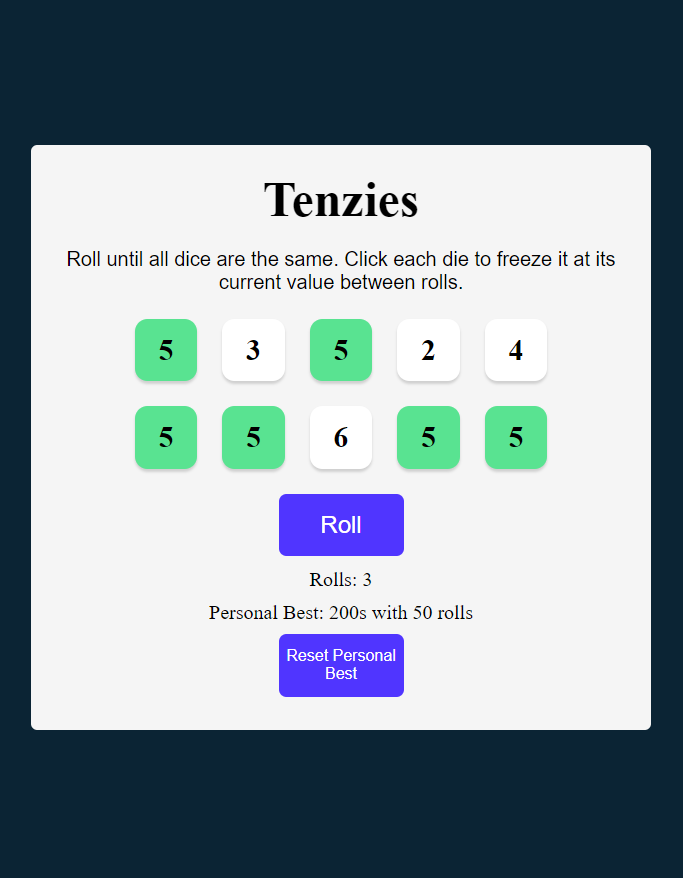 Tenzies
Roll until all dice are the same. Click each die to freeze it at its
current value between rolls.
5 3 5 2 4
5 5 6 5 5
Roll
Rolls: 3
Personal Best: 200s with 50 rolls
Reset Personal
Best